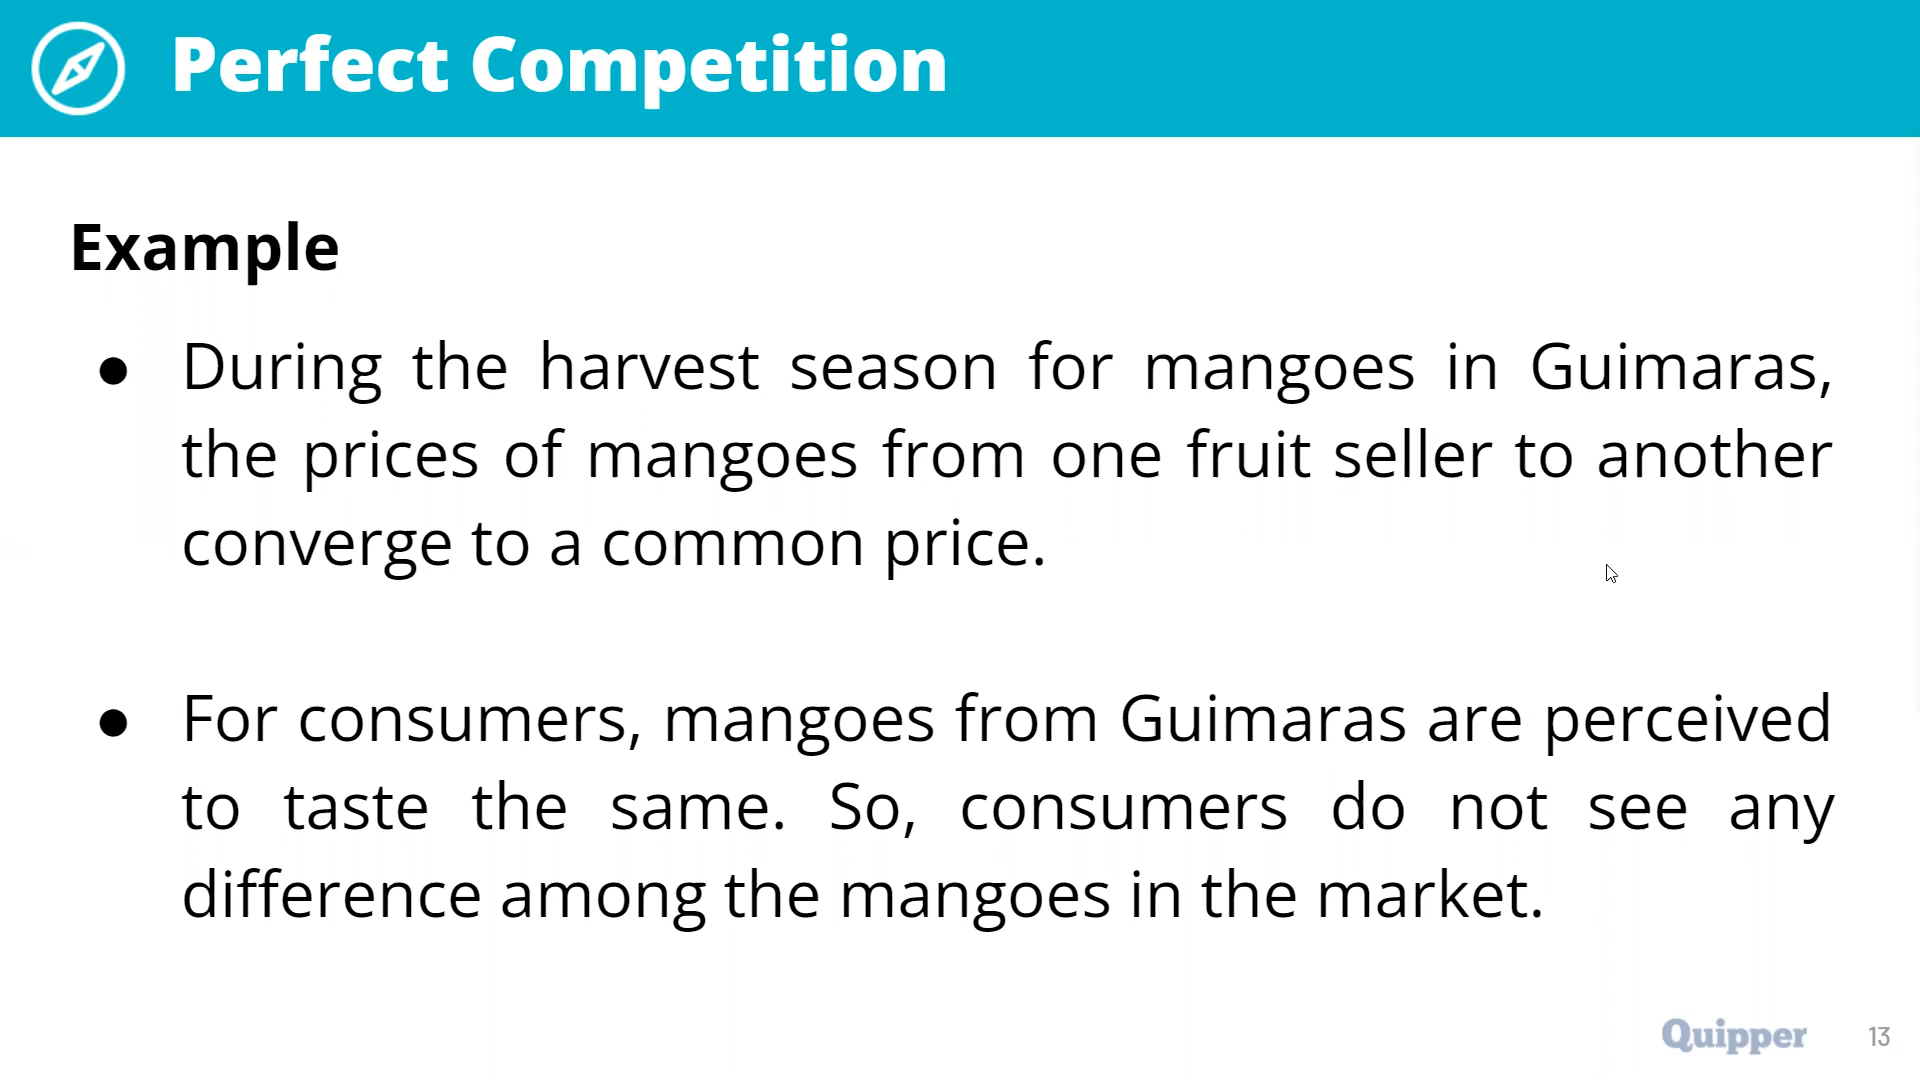 Perfect Competition
Example
● During the harvest season for mangoes in Guimaras,
the prices of mangoes from one fruit seller to another
converge to a common price.
● For consumers, mangoes from Guimaras are perceived
to taste the same. So, consumers do not see any
difference among the mangoes in the market.
Quipper 13